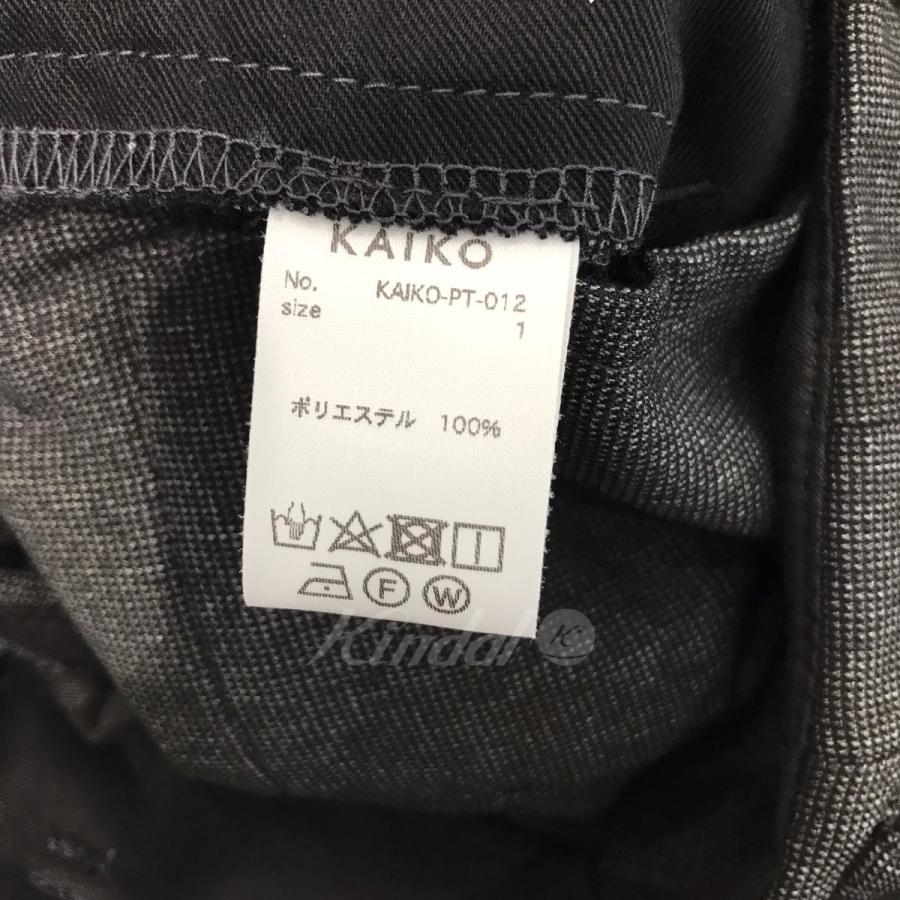 KAIKO
No. KAIKO-PT-012
size 1
ポリエステル 100%
F W
Kindal K